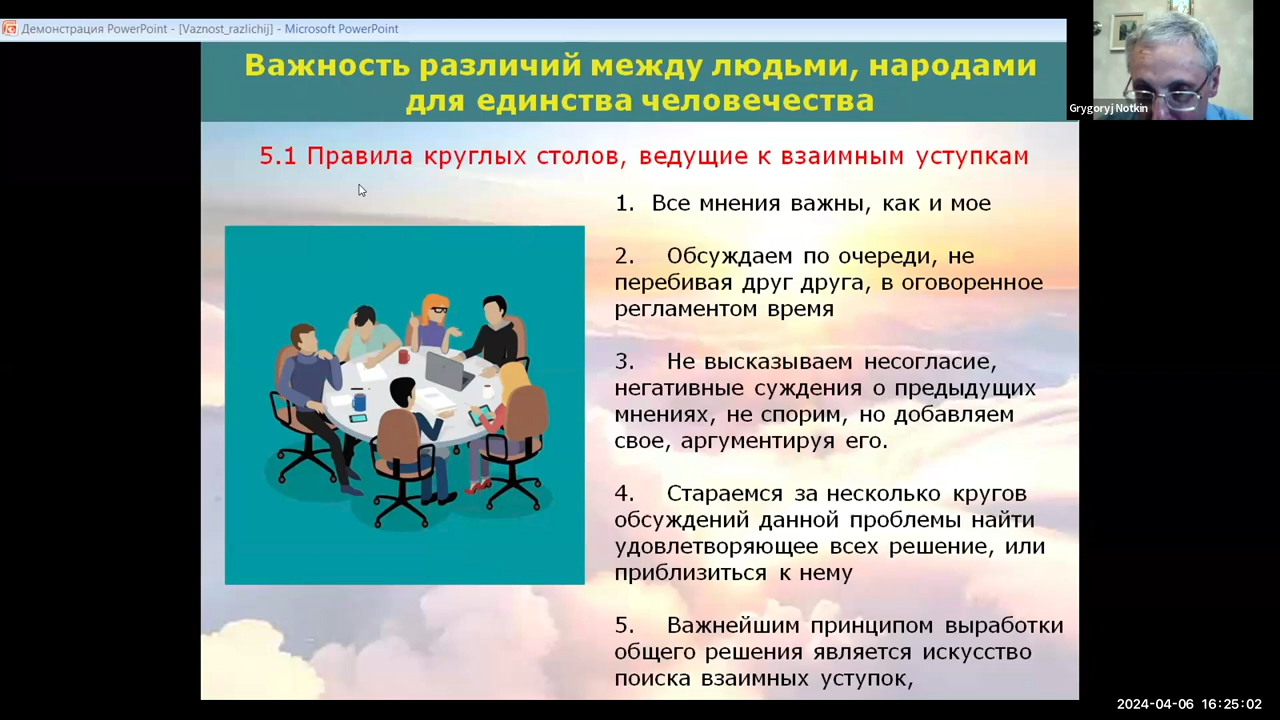 Демонстрация PowerPoint - [Vaznost_razlichij] - Microsoft PowerPoint
Важность различий между людьми, народами
для единства человечества
Grygoryj Notkin
5.1 Правила круглых столов, ведущие к взаимным уступкам
1. Все мнения важны, как и мое
2. Обсуждаем по очереди, не
перебивая друг друга, в оговоренное
регламентом время
3. Не высказываем несогласие,
негативные суждения о предыдущих
мнениях, не спорим, но добавляем
свое, аргументируя его.
4. Стараемся за несколько кругов
обсуждений данной проблемы найти
удовлетворяющее всех решение, или
приблизиться к нему
5. Важнейшим принципом выработки
общего решения является искусство
поиска взаимных уступок,
2024-04-06 16:25:02